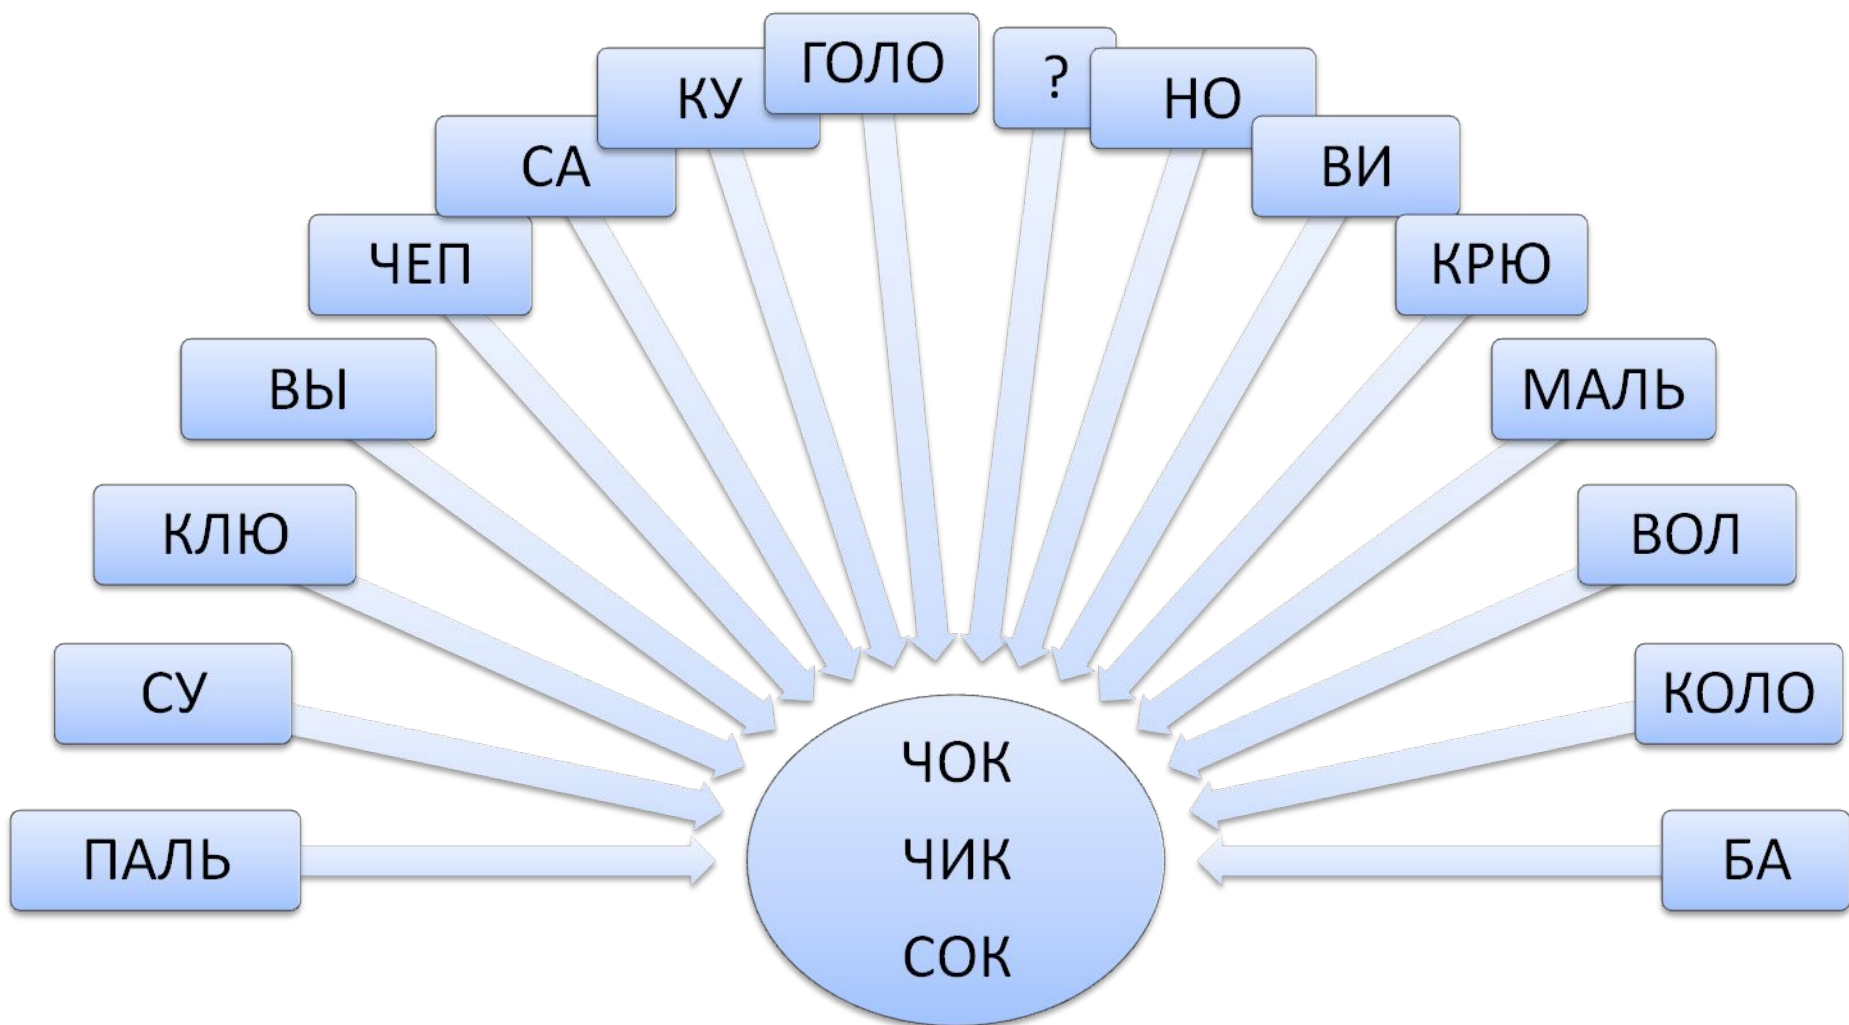 ГОЛО
?
КУ
НО
СА
ВИ
ЧЕП
КРЮ
ВЫ
МАЛЬ
КЛЮ
ВОЛ
СУ
КОЛО
ПАЛЬ
БА
ЧОК
ЧИК
СОК